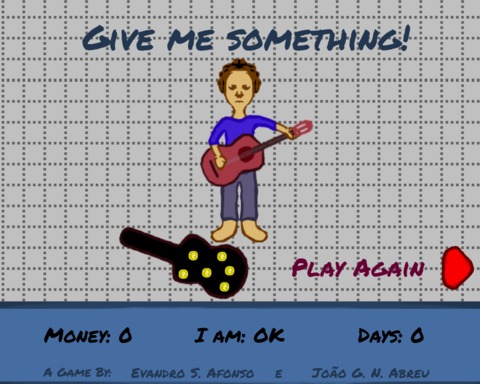 Give me something!
Play Again
Money: 0 I am: OK Days: 0
A Game By: Evandro S. Afonso e João G. N. Abreu